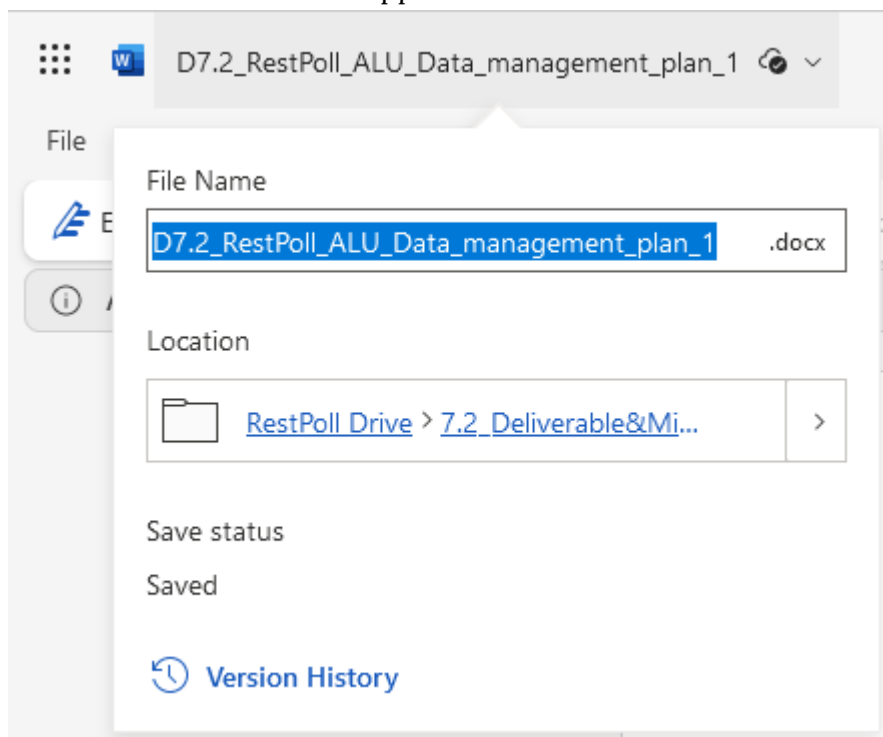 W D7.2_RestPoll_ALU_Data_management_plan_1
File
File Name
D7.2_RestPoll_ALU_Data_management_plan_1 .docx
Location
RestPoll Drive > 7.2_Deliverable&Mi... >
Save status
Saved
Version History